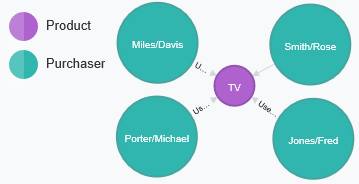 Product
Purchaser
Miles/Davis
Smith/Rose
U...
TV
Us...
Use...
Porter/Michael
Jones/Fred